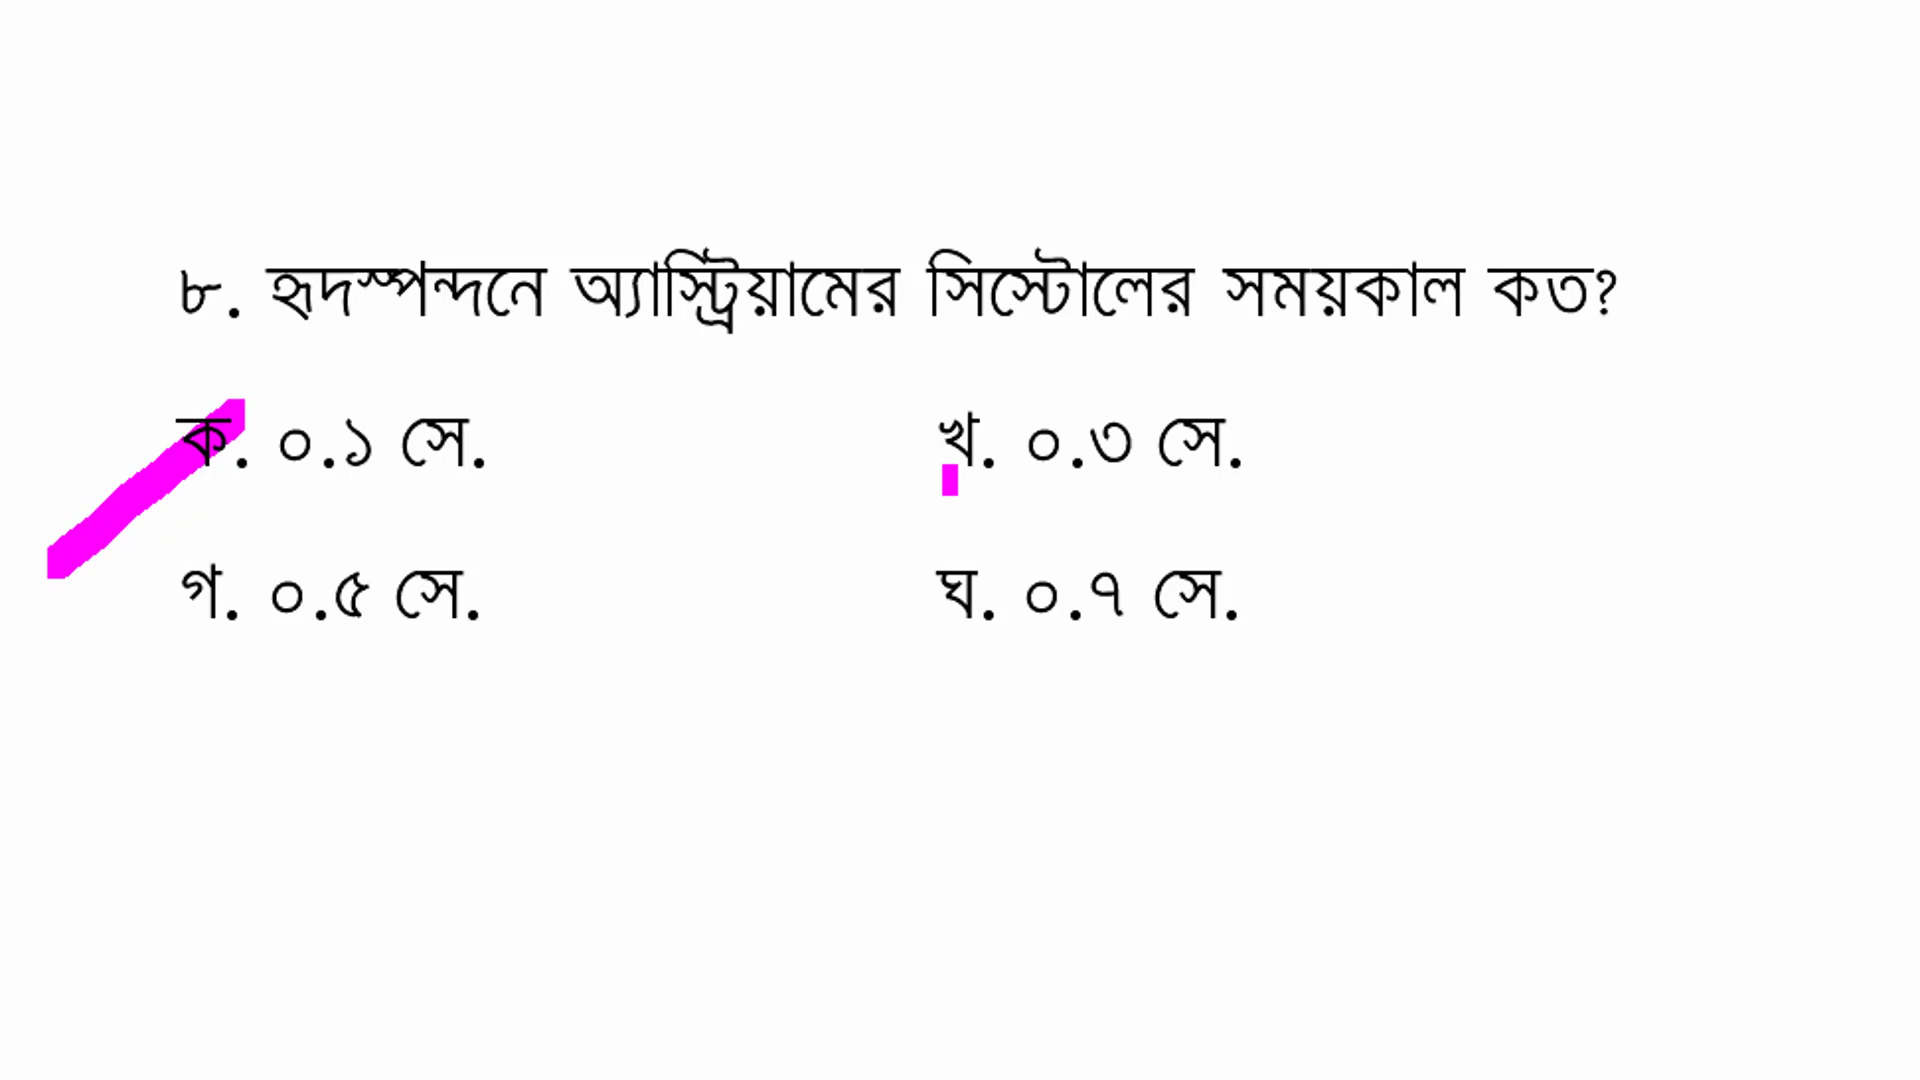 ৮. হৃদস্পন্দনে অ্যাস্ট্রিয়ামের সিস্টোলের সময়কাল কত?
ক. ০.১ সে. খ. ০.৩ সে.
গ. ০.৫ সে. ঘ. ০.৭ সে.